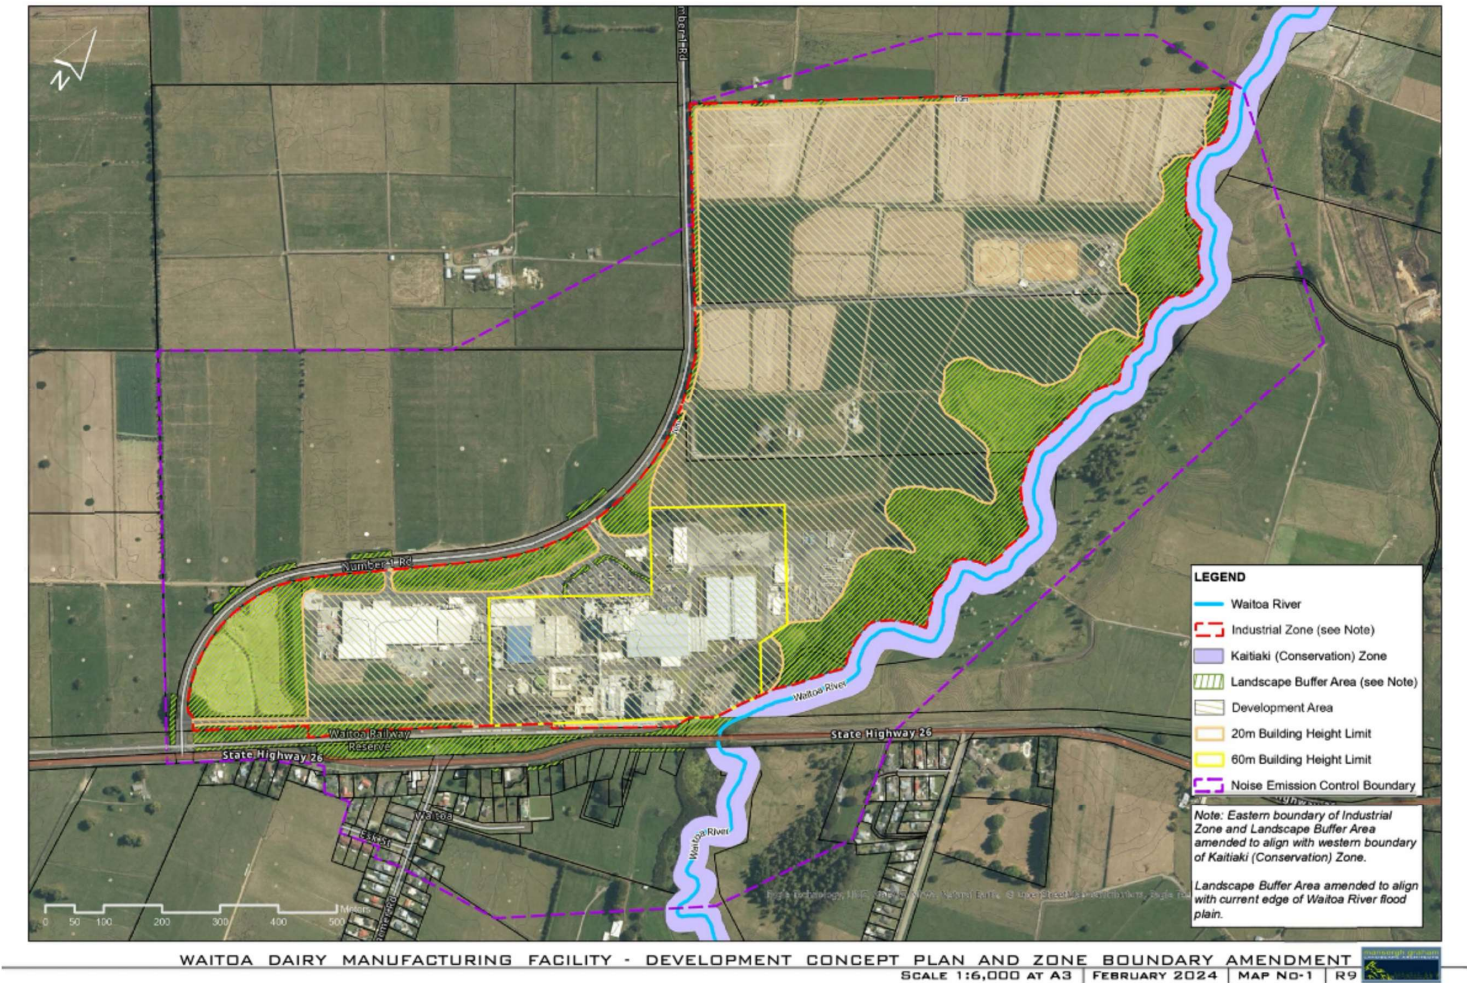 N
Number 1 Rd
Waitoa Railway
Reserve
State Highway 26
Waitoa River
State Highway 26
Waitoa
Waitoa River
0 50 100 200 300 400 500 Meters
LEGEND
Waitoa River
Industrial Zone (see Note)
Kaitiaki (Conservation) Zone
Landscape Buffer Area (see Note)
Development Area
20m Building Height Limit
60m Building Height Limit
Noise Emission Control Boundary
Note: Eastern boundary of Industrial
Zone and Landscape Buffer Area
amended to align with western boundary
of Kaitiaki (Conservation) Zone.
Landscape Buffer Area amended to align
with current edge of Waitoa River flood
plain.
WAITOA DAIRY MANUFACTURING FACILITY - DEVELOPMENT CONCEPT PLAN AND ZONE BOUNDARY AMENDMENT
SCALE 1:6,000 AT A3 FEBRUARY 2024 MAP NO-1 R9